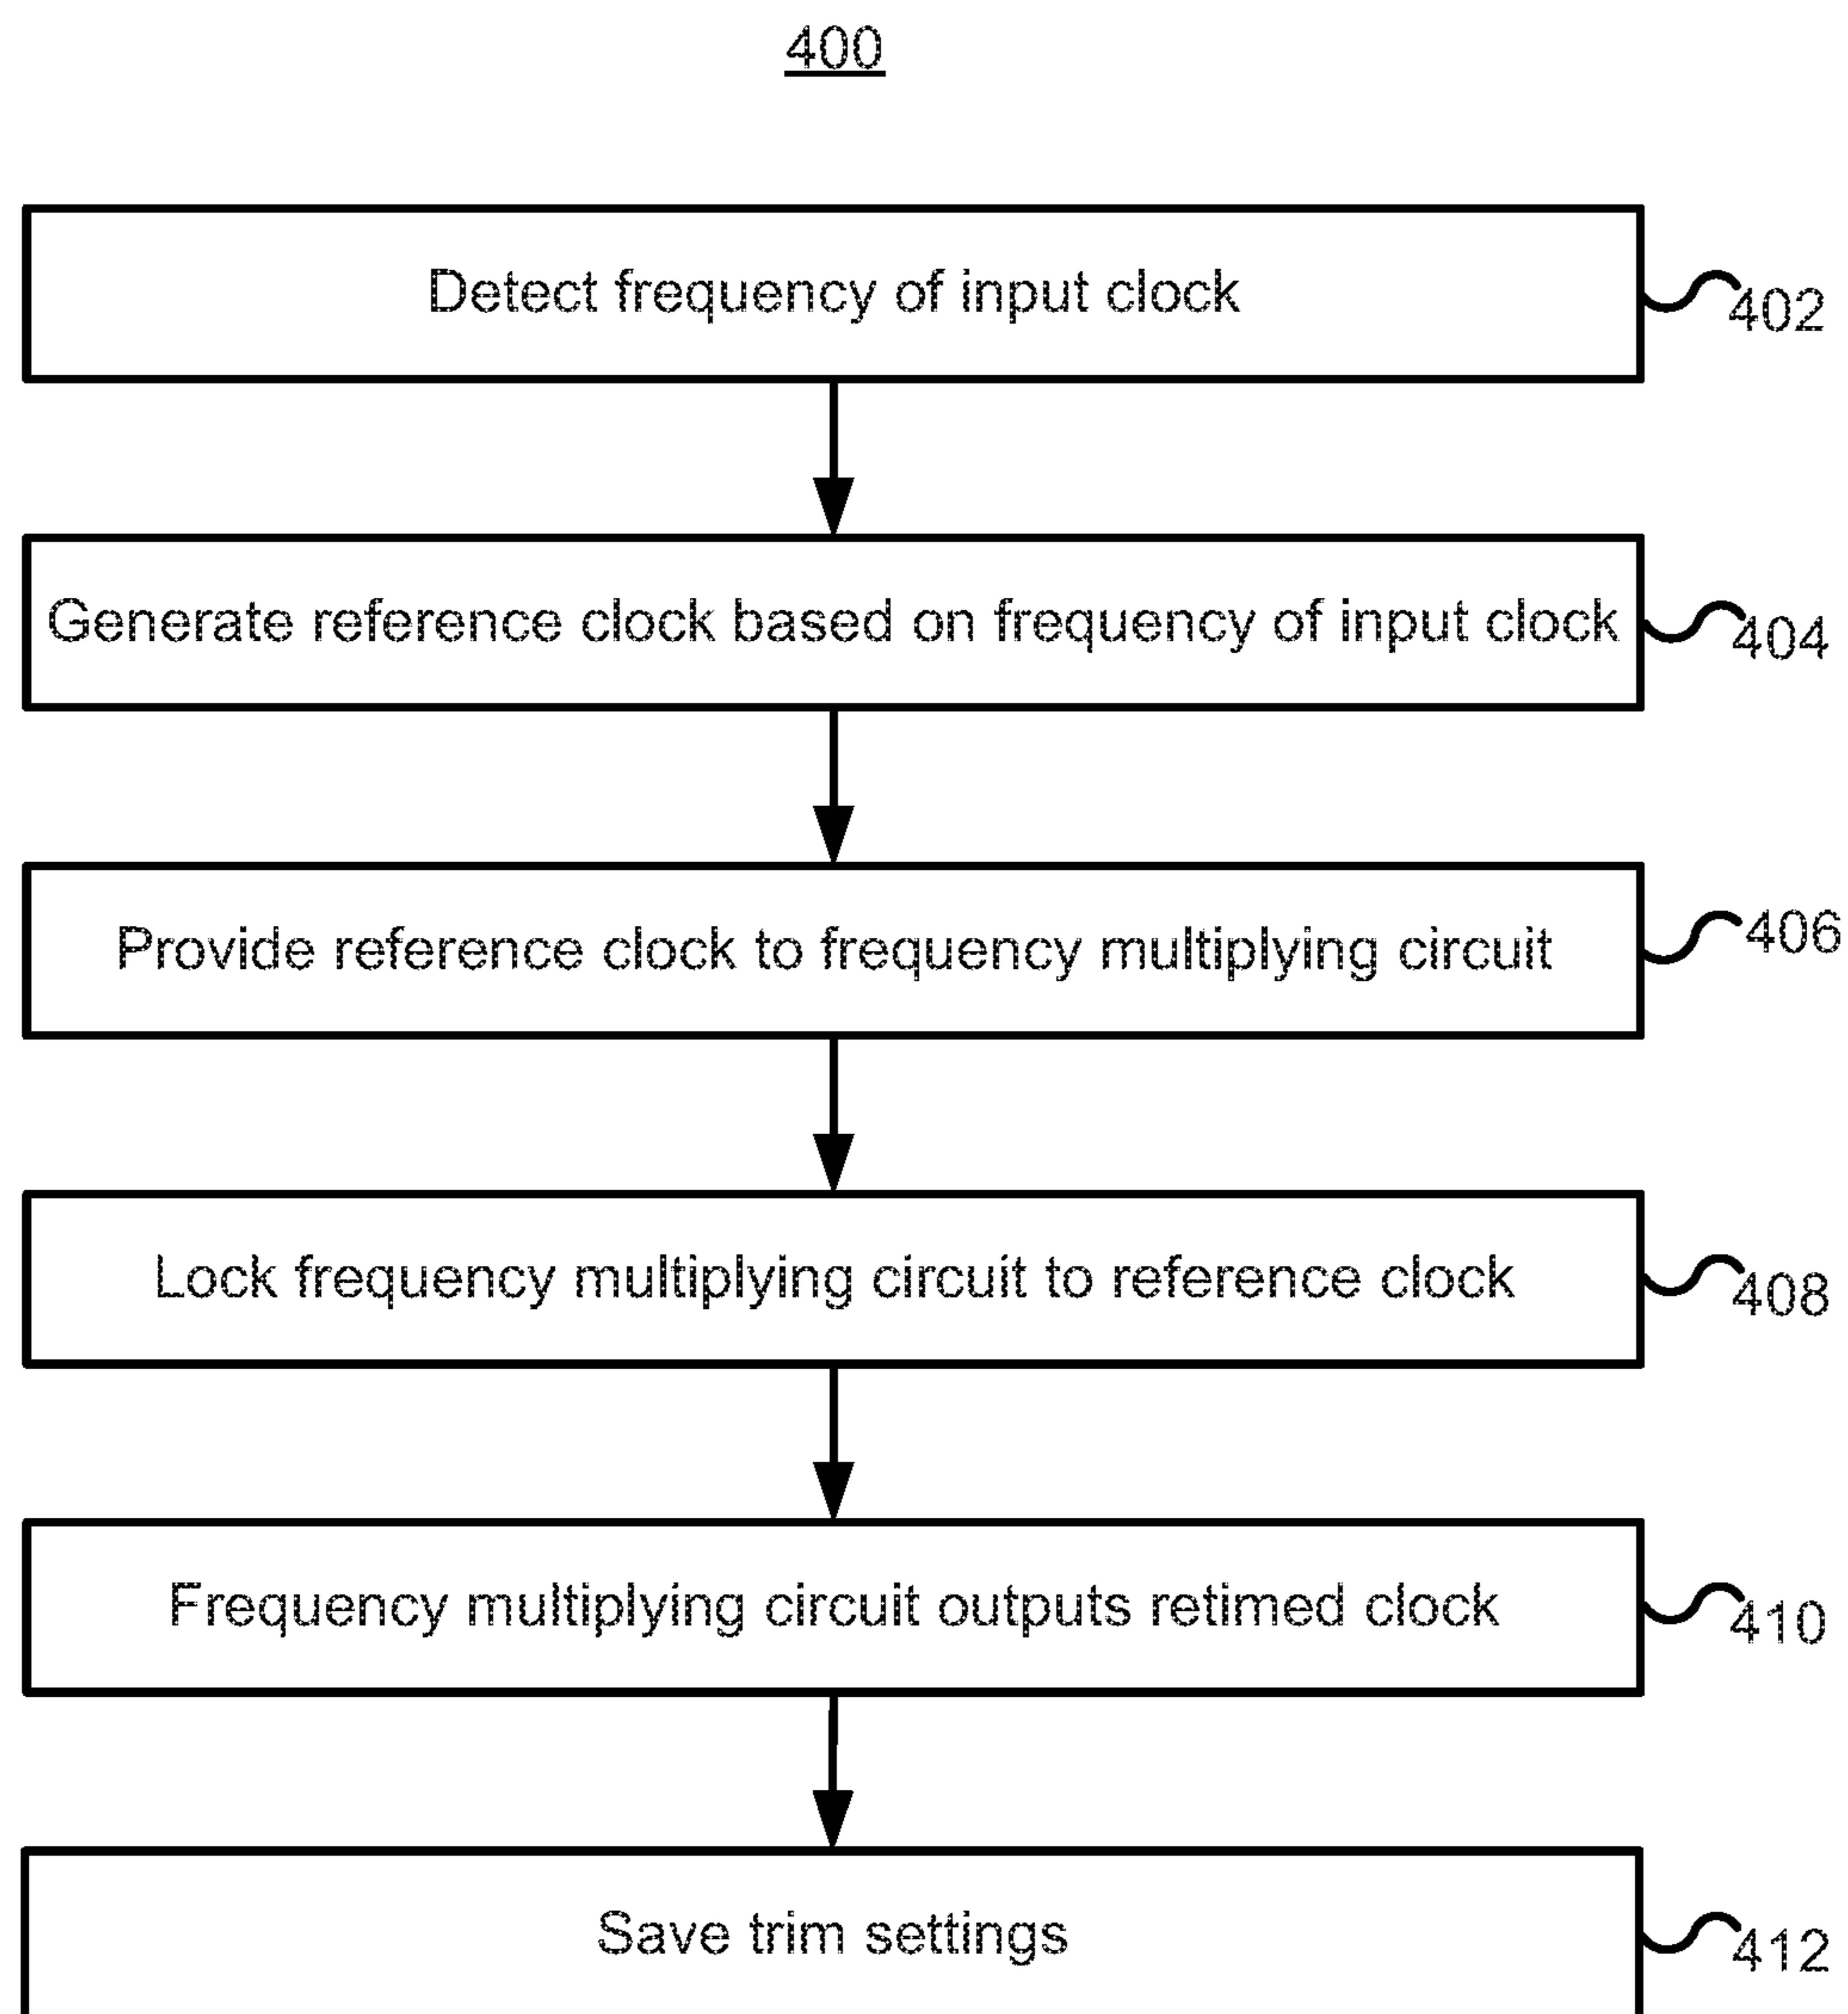 400
Detect frequency of input clock
402
Generate reference clock based on frequency of input clock
404
Provide reference clock to frequency multiplying circuit
406
Lock frequency multiplying circuit to reference clock
408
Frequency multiplying circuit outputs retimed clock
410
Save trim settings
412